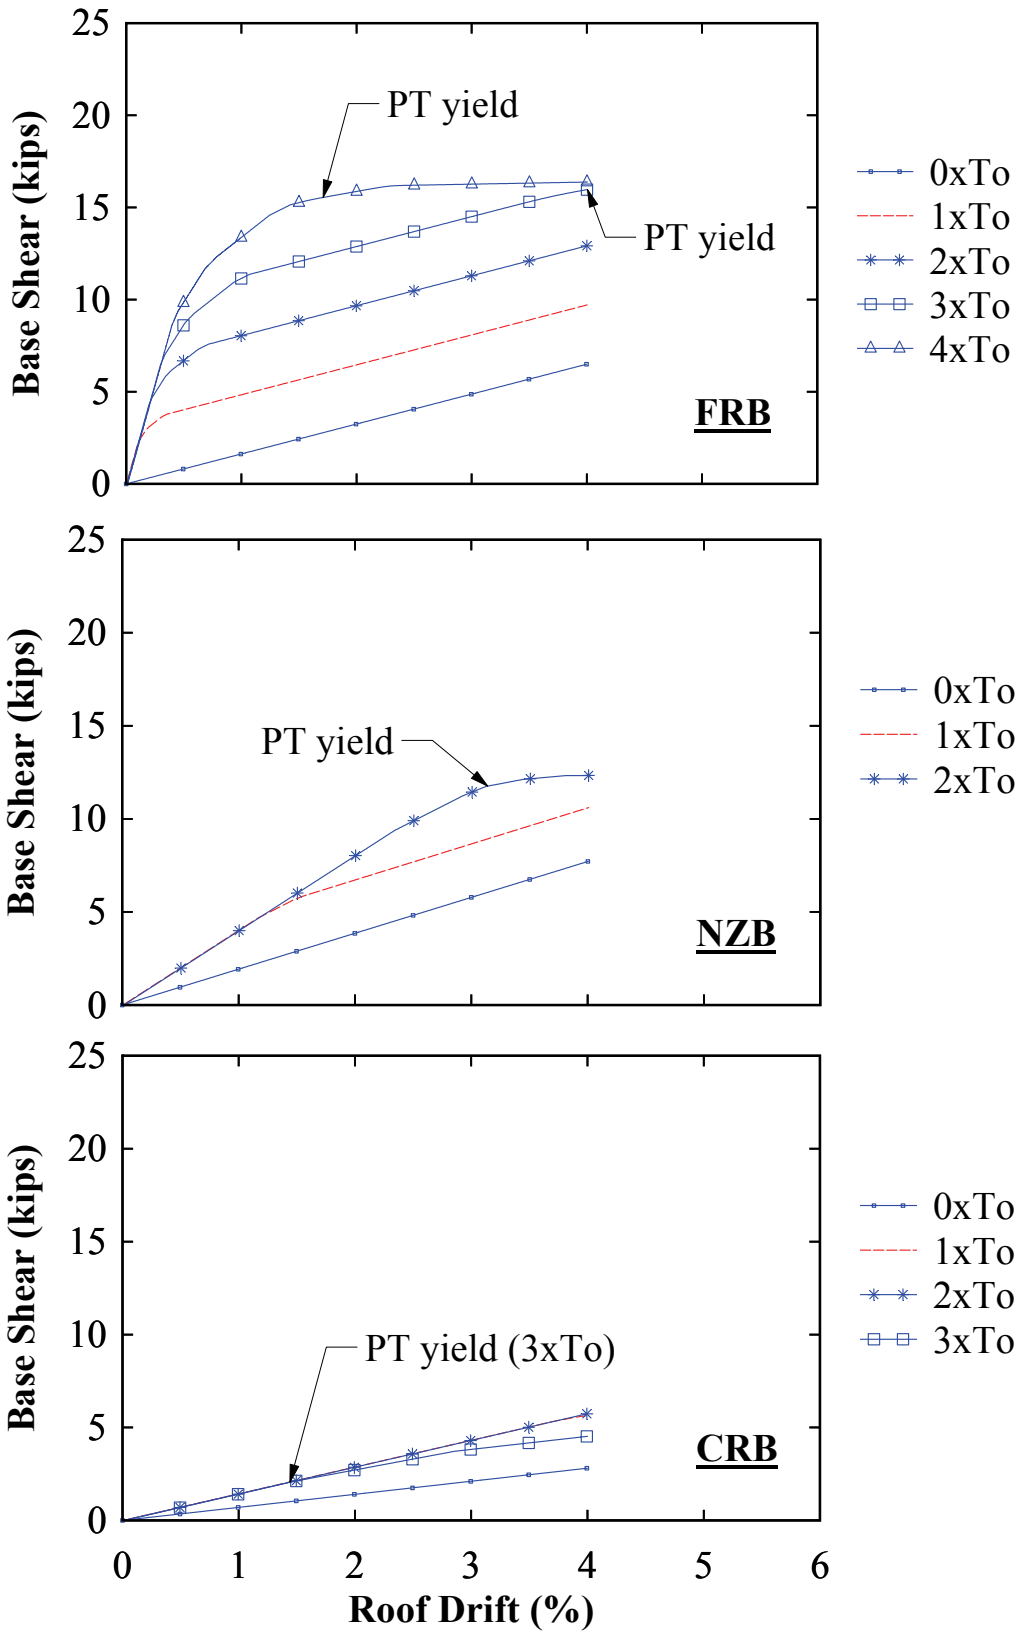 25
20
15
10
5
0
Base Shear (kips)
PT yield
PT yield
FRB
0xTo
1xTo
2xTo
3xTo
4xTo
25
20
15
10
5
0
Base Shear (kips)
PT yield
NZB
0xTo
1xTo
2xTo
25
20
15
10
5
0
Base Shear (kips)
PT yield (3xTo)
CRB
0xTo
1xTo
2xTo
3xTo
0 1 2 3 4 5 6
Roof Drift (%)